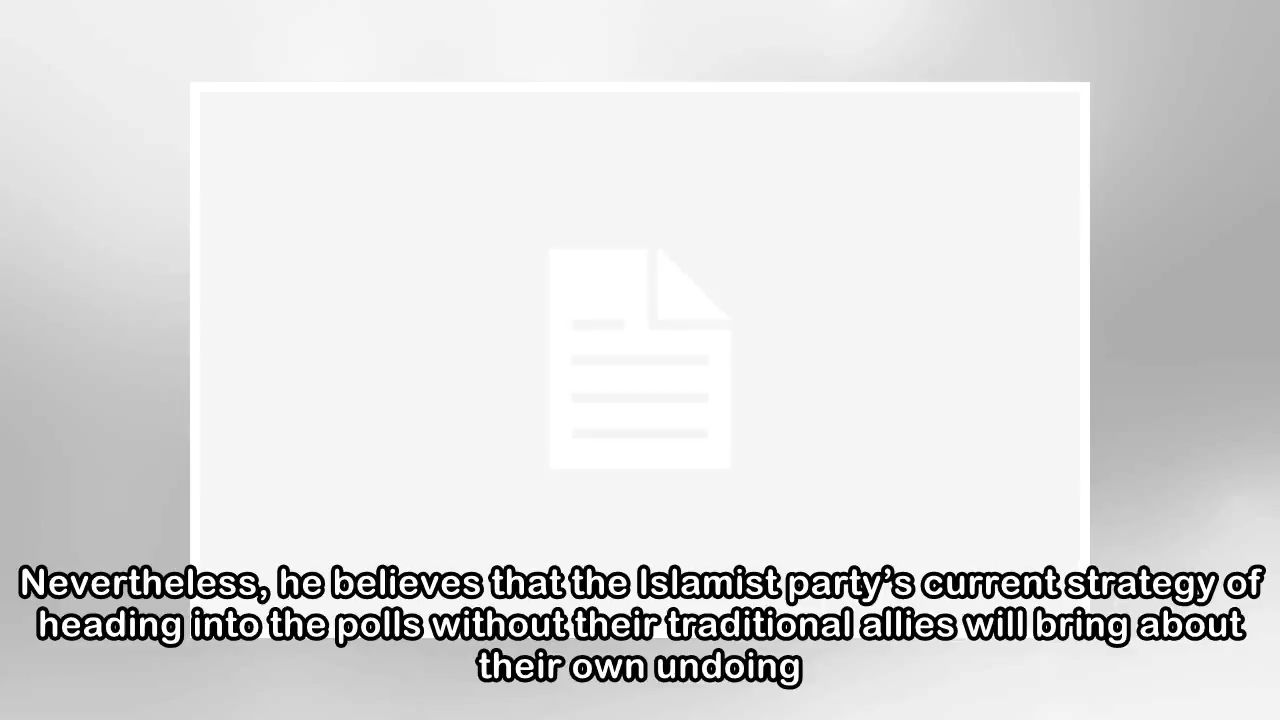 Nevertheless, he believes that the Islamist party’s current strategy of
heading into the polls without their traditional allies will bring about
their own undoing